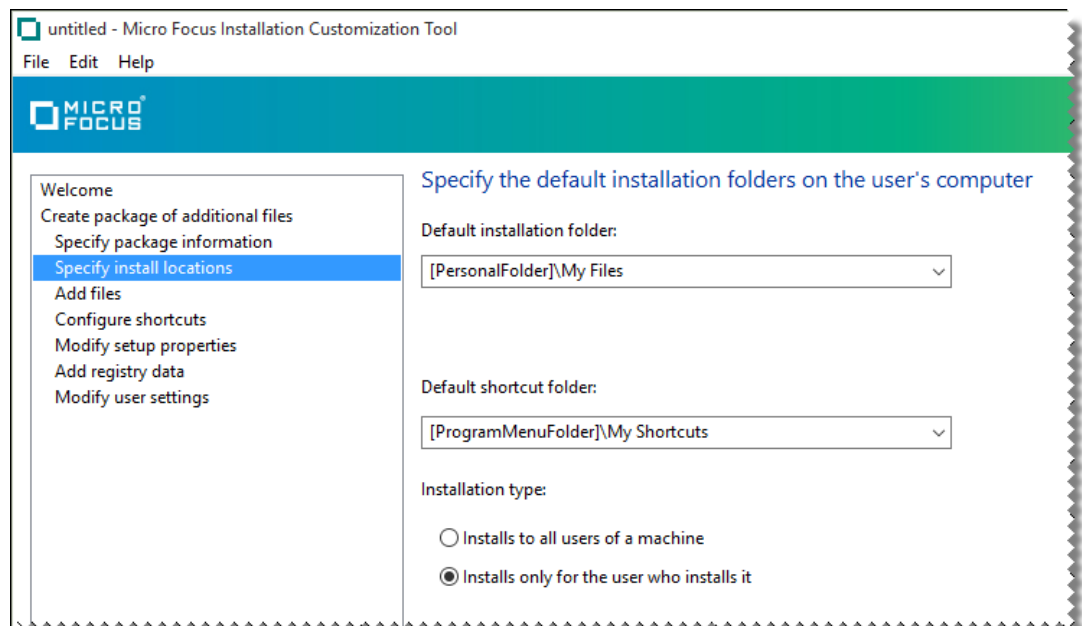 untitled - Micro Focus Installation Customization Tool
File Edit Help
MICRO
FOCUS®
Welcome
Create package of additional files
Specify package information
Specify install locations
Add files
Configure shortcuts
Modify setup properties
Add registry data
Modify user settings
Specify the default installation folders on the user's computer
Default installation folder:
[PersonalFolder]\My Files
Default shortcut folder:
[ProgramMenuFolder]\My Shortcuts
Installation type:
Installs to all users of a machine
Installs only for the user who installs it